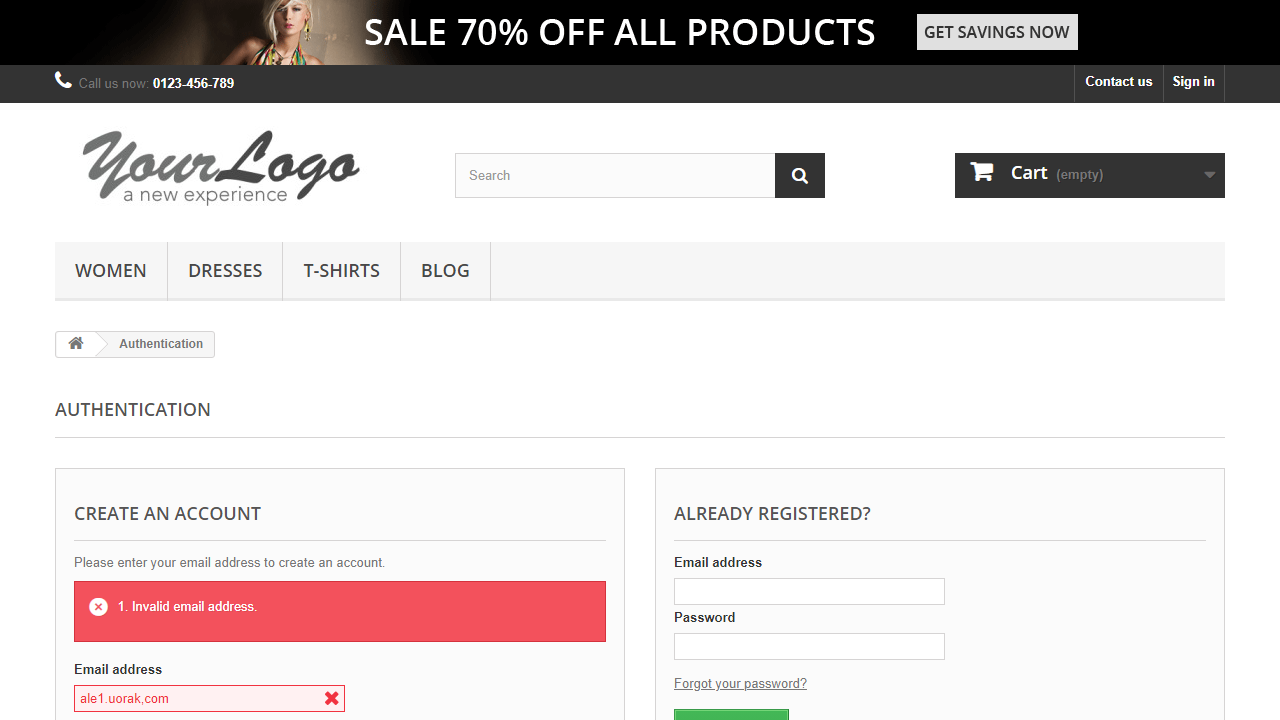 SALE 70% OFF ALL PRODUCTS
GET SAVINGS NOW
Call us now: 0123-456-789
Contact us
Sign in
YourLogo
a new experience
Search
Cart (empty)
WOMEN
DRESSES
T-SHIRTS
BLOG
Authentication
AUTHENTICATION
CREATE AN ACCOUNT
Please enter your email address to create an account.
1. Invalid email address.
Email address
ale1.uorak,com
ALREADY REGISTERED?
Email address
Password
Forgot your password?